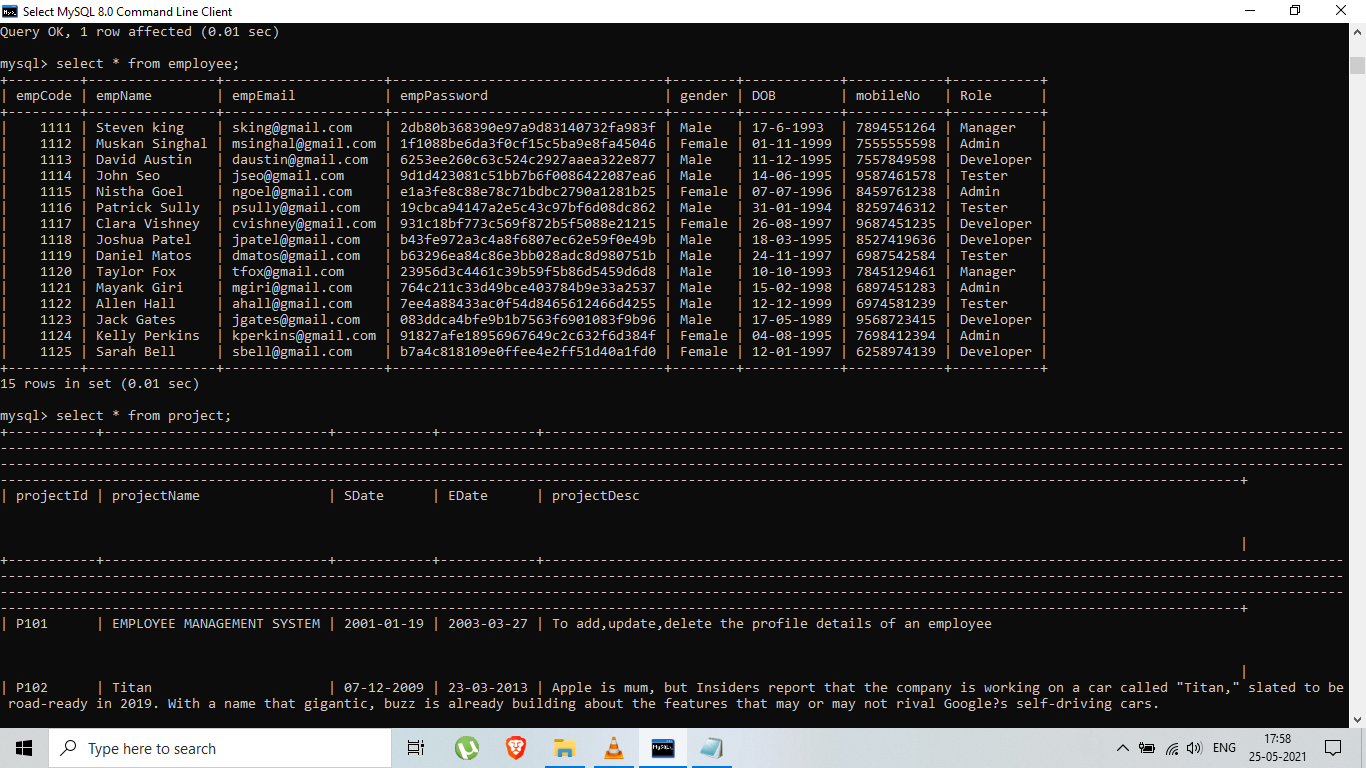 Select MySQL 8.0 Command Line Client
Query OK, 1 row affected (0.01 sec)
mysql> select * from employee;
+---------+----------------+--------------------+----------------------------------+--------+------------+------------+-----------+
| empCode | empName | empEmail | empPassword | gender | DOB | mobileNo | Role |
+---------+----------------+--------------------+----------------------------------+--------+------------+------------+-----------+
| 1111 | Steven king | sking@gmail.com | 2db80b368390e97a9d83140732fa983f | Male | 17-6-1993 | 7894551264 | Manager |
| 1112 | Muskan Singhal | msinghal@gmail.com | 1f1088be6da3f0cf15c5ba9e8fa45046 | Female | 01-11-1999 | 7555555598 | Admin |
| 1113 | David Austin | daustin@gmail.com | 6253ee260c63c524c2927aaea322e877 | Male | 11-12-1995 | 7557849598 | Developer |
| 1114 | John Seo | jseo@gmail.com | 9d1d423081c51bb7b6f0086422087ea6 | Male | 14-06-1995 | 9587461578 | Tester |
| 1115 | Nistha Goel | ngoel@gmail.com | e1a3fe8c88e78c71bdbc2790a1281b25 | Female | 07-07-1996 | 8459761238 | Admin |
| 1116 | Patrick Sully | psully@gmail.com | 19cbca94147a2e5c43c97bf6d08dc862 | Male | 31-01-1994 | 8259746312 | Tester |
| 1117 | Clara Vishney | cvishney@gmail.com | 931c18bf773c569f872b5f5088e21215 | Female | 26-08-1997 | 9687451235 | Developer |
| 1118 | Joshua Patel | jpatel@gmail.com | b43fe972a3c4a8f6807ec62e59f0e49b | Male | 18-03-1995 | 8527419636 | Developer |
| 1119 | Daniel Matos | dmatos@gmail.com | b63296ea84c86e3bb028adc8d980751b | Male | 24-11-1997 | 6987542584 | Tester |
| 1120 | Taylor Fox | tfox@gmail.com | 23956d3c4461c39b59f5b86d5459d6d8 | Male | 10-10-1993 | 7845129461 | Manager |
| 1121 | Mayank Giri | mgiri@gmail.com | 764c211c33d49bce403784b9e33a2537 | Male | 15-02-1998 | 6897451283 | Admin |
| 1122 | Allen Hall | ahall@gmail.com | 7ee4a88433ac0f54d8465612466d4255 | Male | 12-12-1999 | 6974581239 | Tester |
| 1123 | Jack Gates | jgates@gmail.com | 083ddca4bfe9b1b7563f6901083f9b96 | Male | 17-05-1989 | 9568723415 | Developer |
| 1124 | Kelly Perkins | kperkins@gmail.com | 91827afe18956967649c2c632f6d384f | Female | 04-08-1995 | 7698412394 | Admin |
| 1125 | Sarah Bell | sbell@gmail.com | b7a4c818109e0ffee4e2ff51d40a1fd0 | Female | 12-01-1997 | 6258974139 | Developer |
+---------+----------------+--------------------+----------------------------------+--------+------------+------------+-----------+
15 rows in set (0.01 sec)
mysql> select * from project;
| projectId | projectName | SDate | EDate | projectDesc
|
| P101 | EMPLOYEE MANAGEMENT SYSTEM | 2001-01-19 | 2003-03-27 | To add,update,delete the profile details of an employee
|
| P102 | Titan | 07-12-2009 | 23-03-2013 | Apple is mum, but Insiders report that the company is working on a car called "Titan," slated to be
road-ready in 2019. With a name that gigantic, buzz is already building about the features that may or may not rival Google?s self-driving cars.
Type here to search
ENG
17:58
25-05-2021